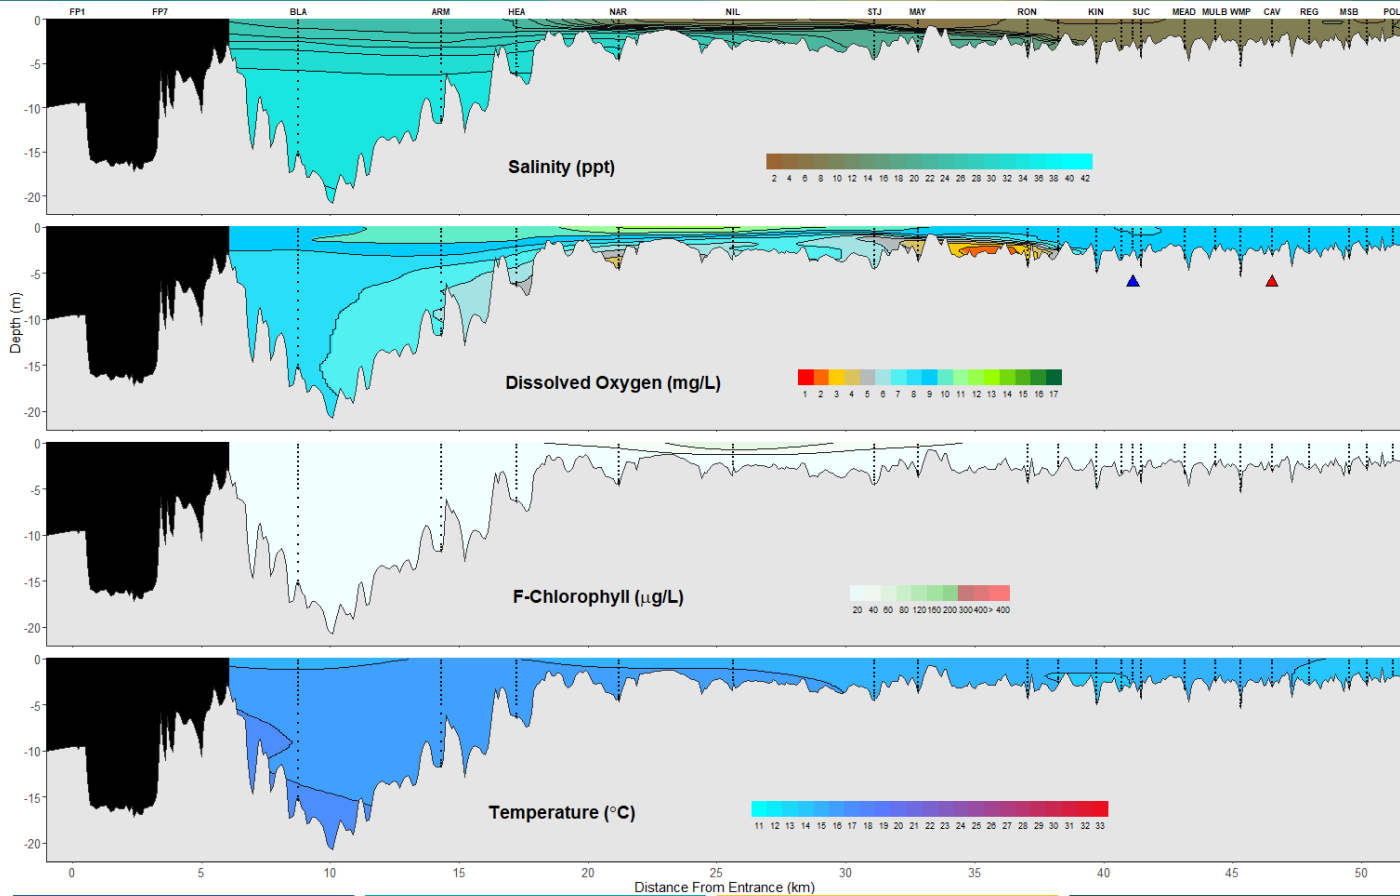 FP1 FP7 BLA ARM HEA NAR NIL STJ MAY RON KIN SUC MEAD MULB WMP CAV REG MSB POL
0
-5
-10
-15
-20
Salinity (ppt)
2 4 6 8 10 12 14 16 18 20 22 24 26 28 30 32 34 36 38 40 42
0
-5
-10
-15
-20
Dissolved Oxygen (mg/L)
1 2 3 4 5 6 7 8 9 10 11 12 13 14 15 16 17
Depth (m)
0
-5
-10
-15
-20
F-Chlorophyll (μg/L)
20 40 60 80 120 160 200 300 400 > 400
0
-5
-10
-15
-20
Temperature (°C)
11 12 13 14 15 16 17 18 19 20 21 22 23 24 25 26 27 28 29 30 31 32 33
0 5 10 15 20 25 30 35 40 45 50
Distance From Entrance (km)